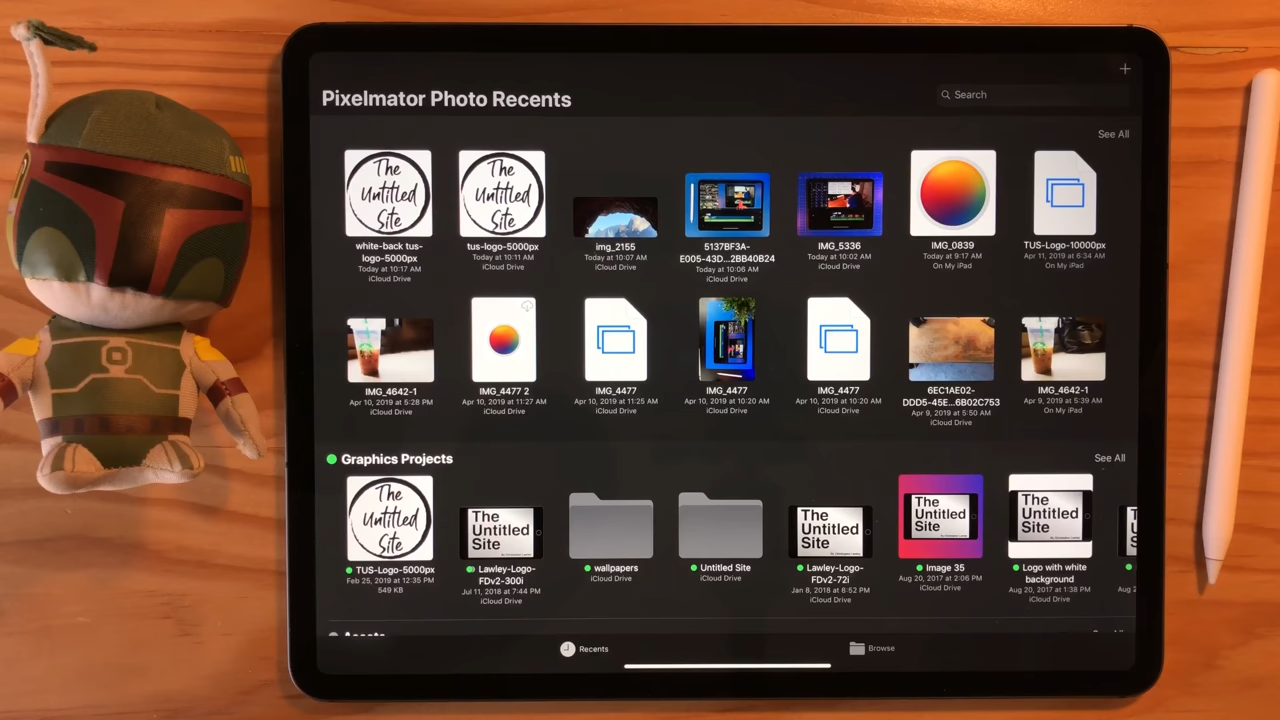 Pixelmator Photo Recents
Search
See All
The Untitled Site
The Untitled Site
white-back tus-logo-5000px
Today at 10:17 AM
iCloud Drive
tus-logo-5000px
Today at 10:11 AM
iCloud Drive
img_2155
Today at 10:07 AM
iCloud Drive
5137BF3A-E005-43D...2BB40B24
Today at 10:06 AM
iCloud Drive
IMG_5336
Today at 10:02 AM
iCloud Drive
IMG_0839
Today at 9:17 AM
On My iPad
TUS-Logo-10000px
Apr 11, 2019 at 6:34 AM
On My iPad
IMG_4642-1
Apr 10, 2019 at 5:28 PM
iCloud Drive
IMG_4477 2
Apr 10, 2019 at 11:27 AM
iCloud Drive
IMG_4477
Apr 10, 2019 at 11:25 AM
iCloud Drive
IMG_4477
Apr 10, 2019 at 10:20 AM
iCloud Drive
IMG_4477
Apr 10, 2019 at 10:20 AM
iCloud Drive
6EC1AE02-DDD5-45E...6B02C753
Apr 9, 2019 at 5:50 AM
iCloud Drive
IMG_4642-1
Apr 9, 2019 at 5:39 AM
On My iPad
Graphics Projects
See All
The Untitled Site
TUS-Logo-5000px
Feb 25, 2019 at 12:35 PM
549 KB
The Untitled Site
Lawley-Logo-FDv2-300i
Jul 11, 2018 at 7:44 PM
iCloud Drive
wallpapers
iCloud Drive
Untitled Site
iCloud Drive
The Untitled Site
Lawley-Logo-FDv2-72i
Jan 8, 2018 at 6:52 PM
iCloud Drive
The Untitled Site
Image 35
Aug 20, 2017 at 2:06 PM
iCloud Drive
The Untitled Site
Logo with white background
Aug 20, 2017 at 1:38 PM
iCloud Drive
Recents
Browse